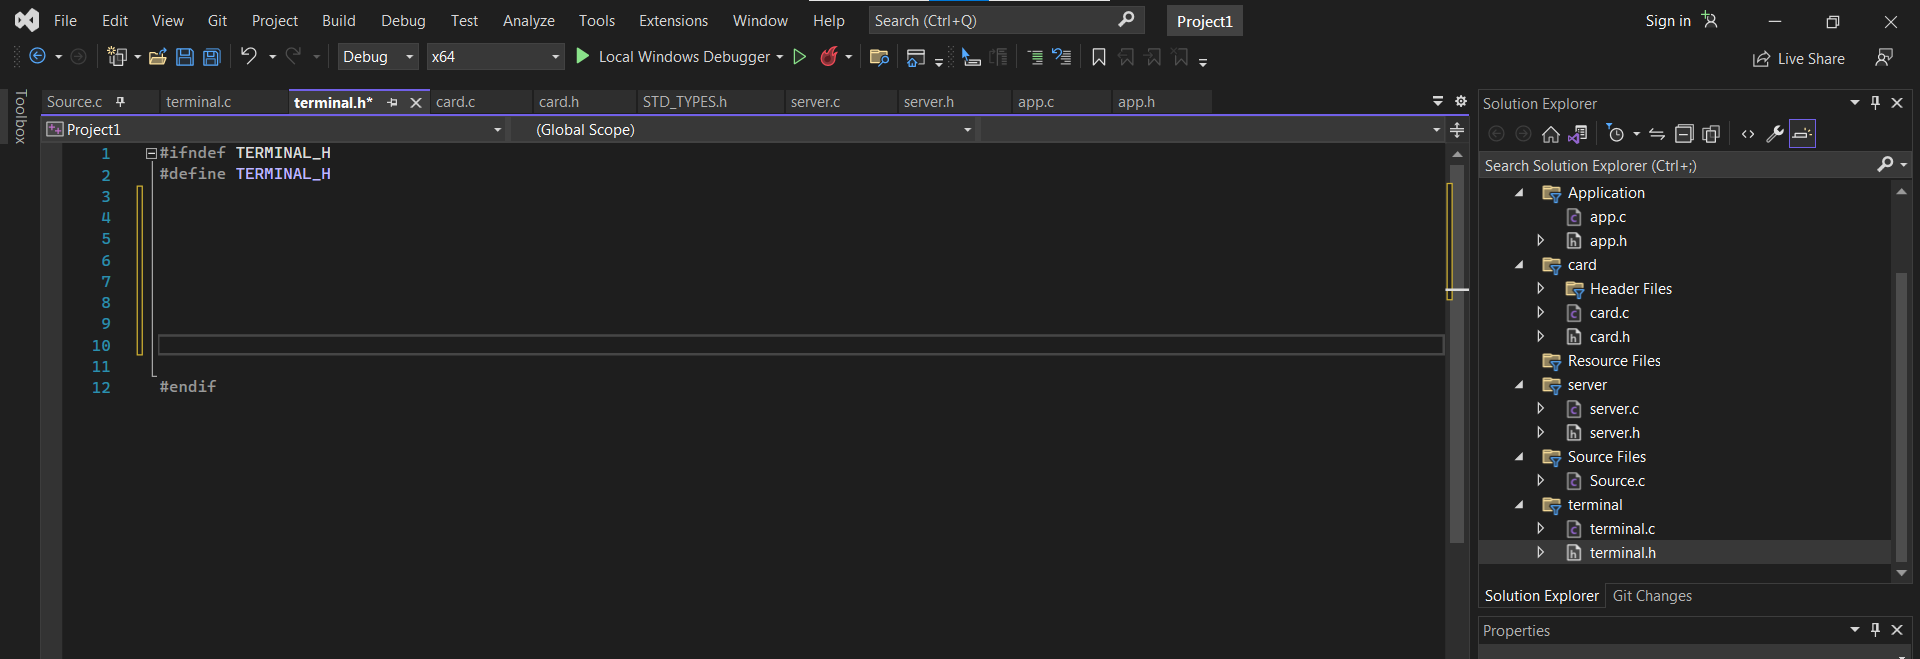 File Edit View Git Project Build Debug Test Analyze Tools Extensions Window Help Search (Ctrl+Q) Project1 Sign in
Debug x64 Local Windows Debugger Live Share
Toolbox
Source.c terminal.c terminal.h* card.c card.h STD_TYPES.h server.c server.h app.c app.h
Project1 (Global Scope)
1 #ifndef TERMINAL_H
2 #define TERMINAL_H
3
4
5
6
7
8
9
10
11
12 #endif
Solution Explorer
Search Solution Explorer (Ctrl+;)
Application
app.c
app.h
card
Header Files
card.c
card.h
Resource Files
server
server.c
server.h
Source Files
Source.c
terminal
terminal.c
terminal.h
Solution Explorer Git Changes
Properties